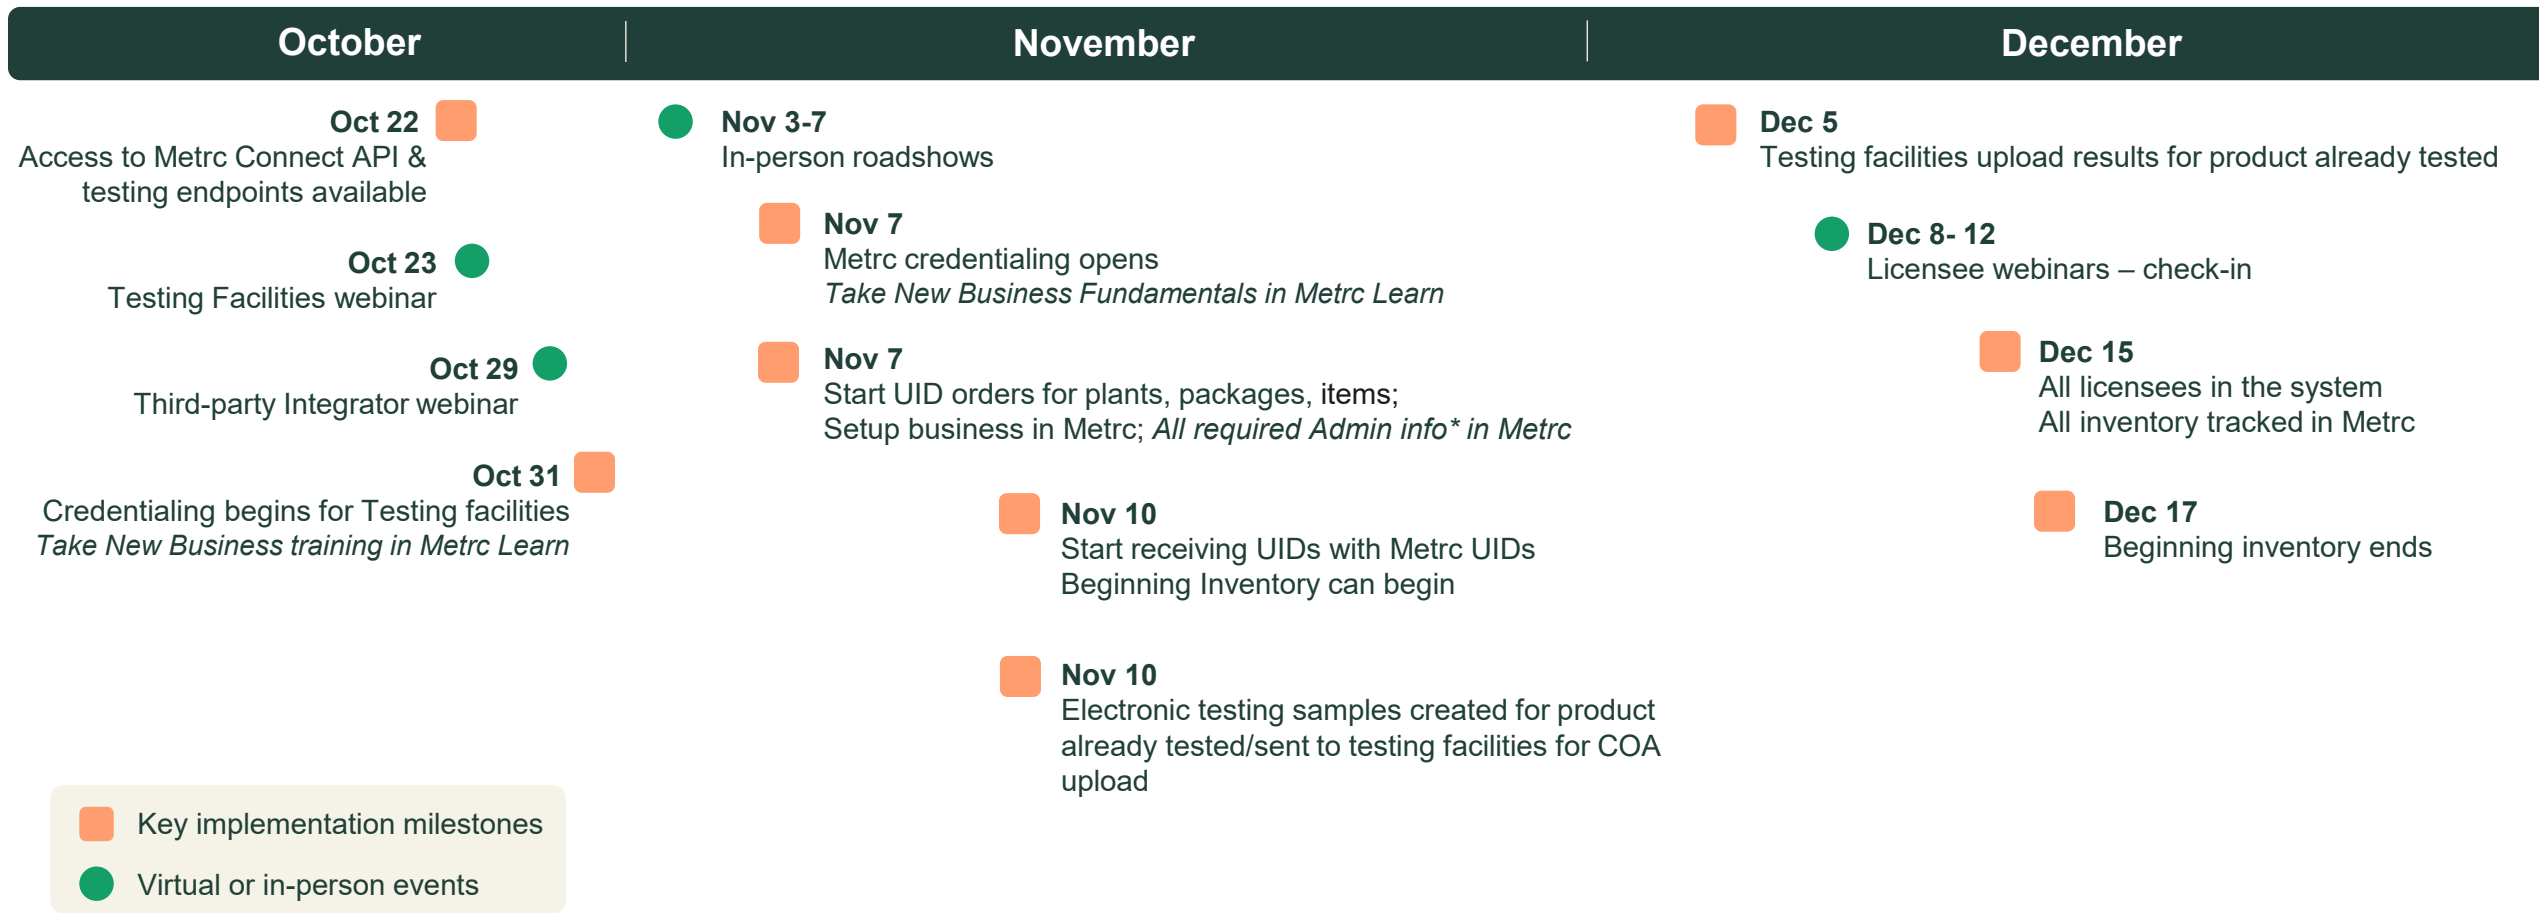 October
November
December
Oct 22
Access to Metrc Connect API &
testing endpoints available
Oct 23
Testing Facilities webinar
Oct 29
Third-party Integrator webinar
Oct 31
Credentialing begins for Testing facilities
Take New Business training in Metrc Learn
Nov 3-7
In-person roadshows
Nov 7
Metrc credentialing opens
Take New Business Fundamentals in Metrc Learn
Nov 7
Start UID orders for plants, packages, items;
Setup business in Metrc; All required Admin info* in Metrc
Nov 10
Start receiving UIDs with Metrc UIDs
Beginning Inventory can begin
Nov 10
Electronic testing samples created for product
already tested/sent to testing facilities for COA
upload
Dec 5
Testing facilities upload results for product already tested
Dec 8- 12
Licensee webinars – check-in
Dec 15
All licensees in the system
All inventory tracked in Metrc
Dec 17
Beginning inventory ends
Key implementation milestones
Virtual or in-person events